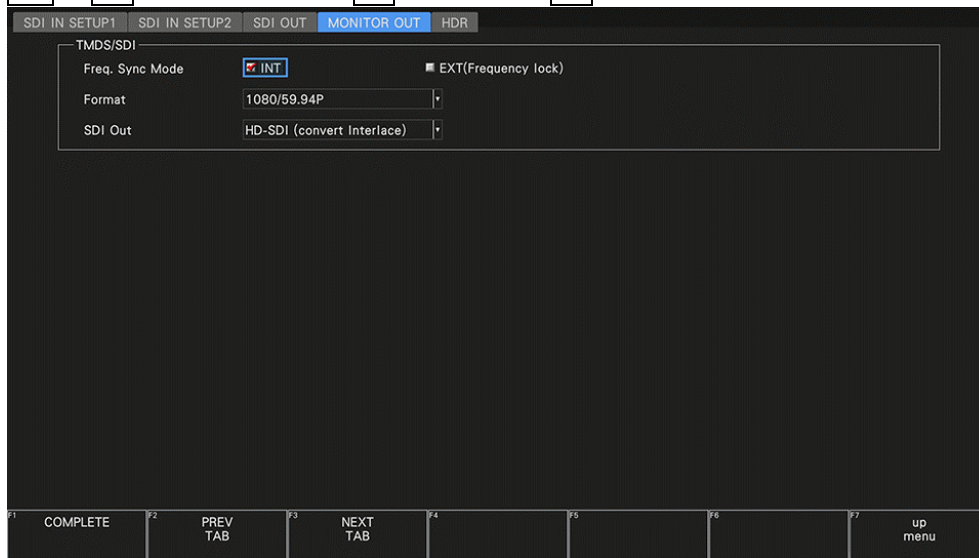 SDI IN SETUP1 SDI IN SETUP2 SDI OUT MONITOR OUT HDR
TMDS/SDI
Freq. Sync Mode INT EXT(Frequency lock)
Format 1080/59.94P
SDI Out HD-SDI (convert Interlace)
F1 COMPLETE F2 PREV TAB F3 NEXT TAB F4 F5 F6 F7 up menu